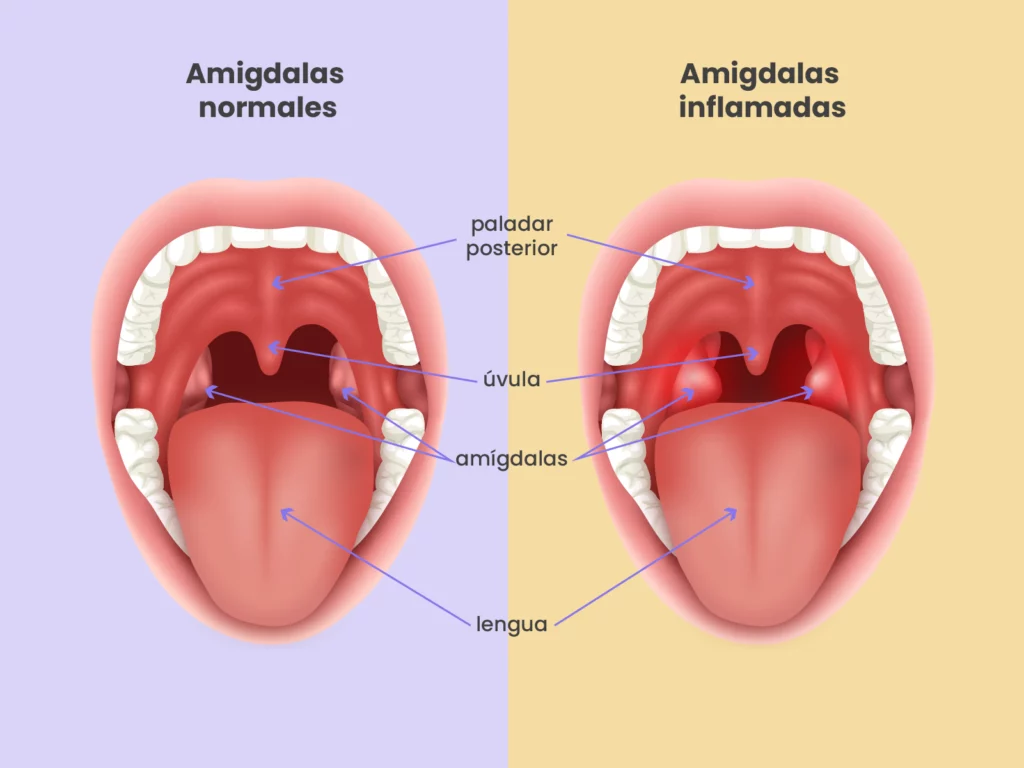 Amigdalas
normales
Amigdalas
inflamadas
paladar
posterior
úvula
amígdalas
lengua